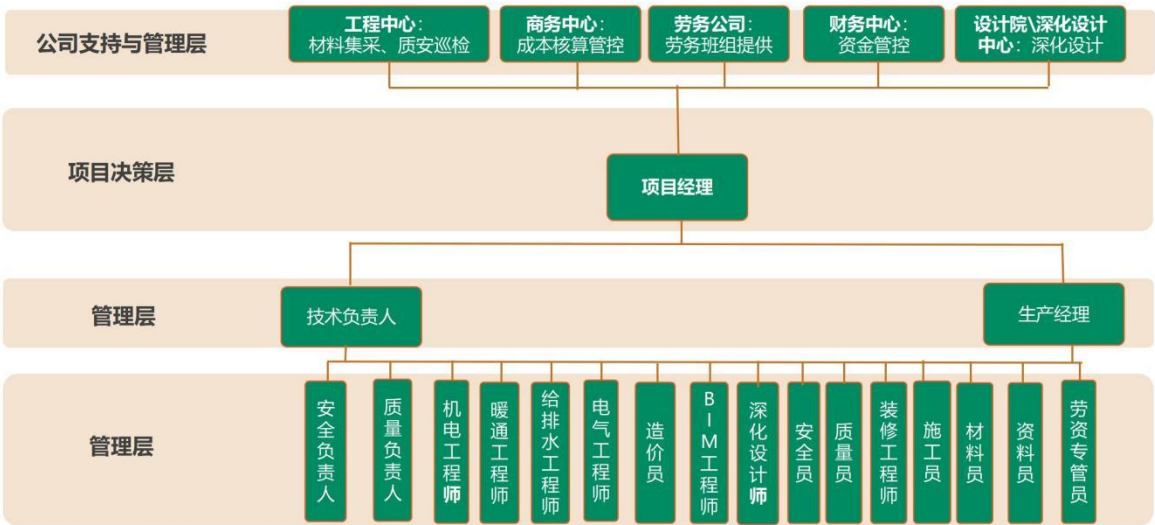 公司支持与管理层
工程中心：
材料集采、质安巡检
商务中心：
成本核算管控
劳务公司：
劳务班组提供
财务中心：
资金管控
设计院\深化设计
中心：深化设计
项目决策层
项目经理
管理层
技术负责人
生产经理
管理层
安全负责人
质量负责人
机电工程师
暖通工程师
给排水工程师
电气工程师
造价员
BIM工程师
深化设计师
安全员
质量员
装修工程师
施工员
材料员
资料员
劳资专管员